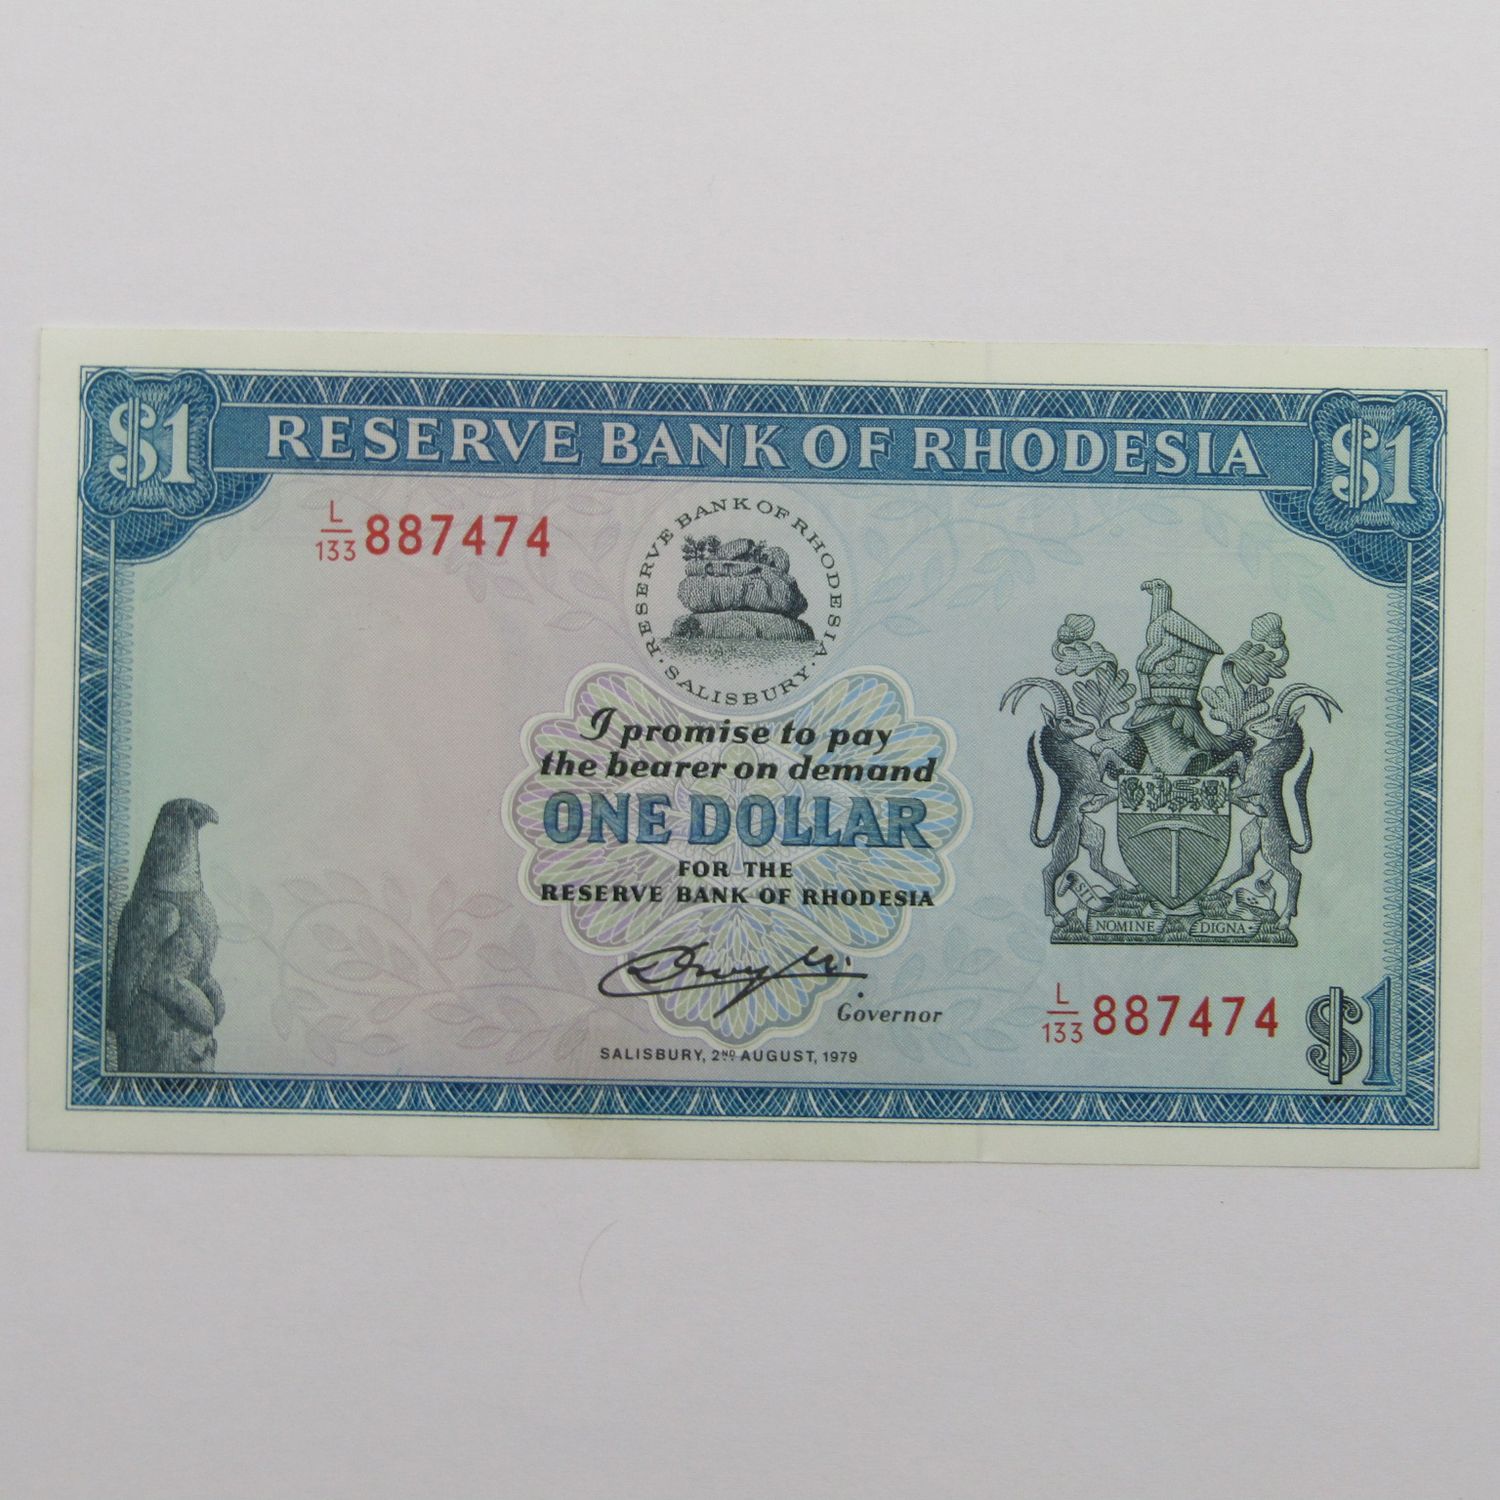 $1 RESERVE BANK OF RHODESIA $1
L/133 887474
RESERVE BANK OF RHODESIA · SALISBURY ·
I promise to pay
the bearer on demand
ONE DOLLAR
FOR THE
RESERVE BANK OF RHODESIA
SIT
NOMINE DIGNA
Governor
L/133 887474 $1
SALISBURY, 2ND AUGUST, 1979